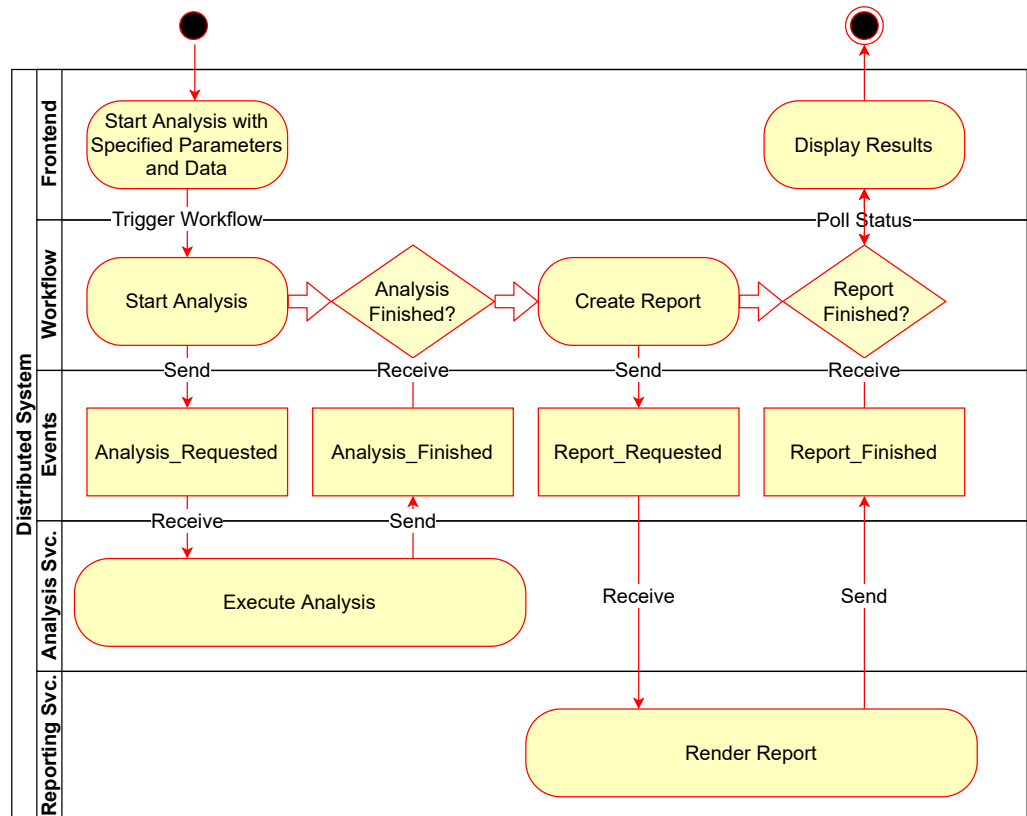 Distributed System
Frontend
Start Analysis with
Specified Parameters
and Data
Display Results
Trigger Workflow
Poll Status
Workflow
Start Analysis
Analysis
Finished?
Create Report
Report
Finished?
Send
Receive
Send
Receive
Events
Analysis_Requested
Analysis_Finished
Report_Requested
Report_Finished
Receive
Send
Analysis Svc.
Execute Analysis
Receive
Send
Reporting Svc.
Render Report